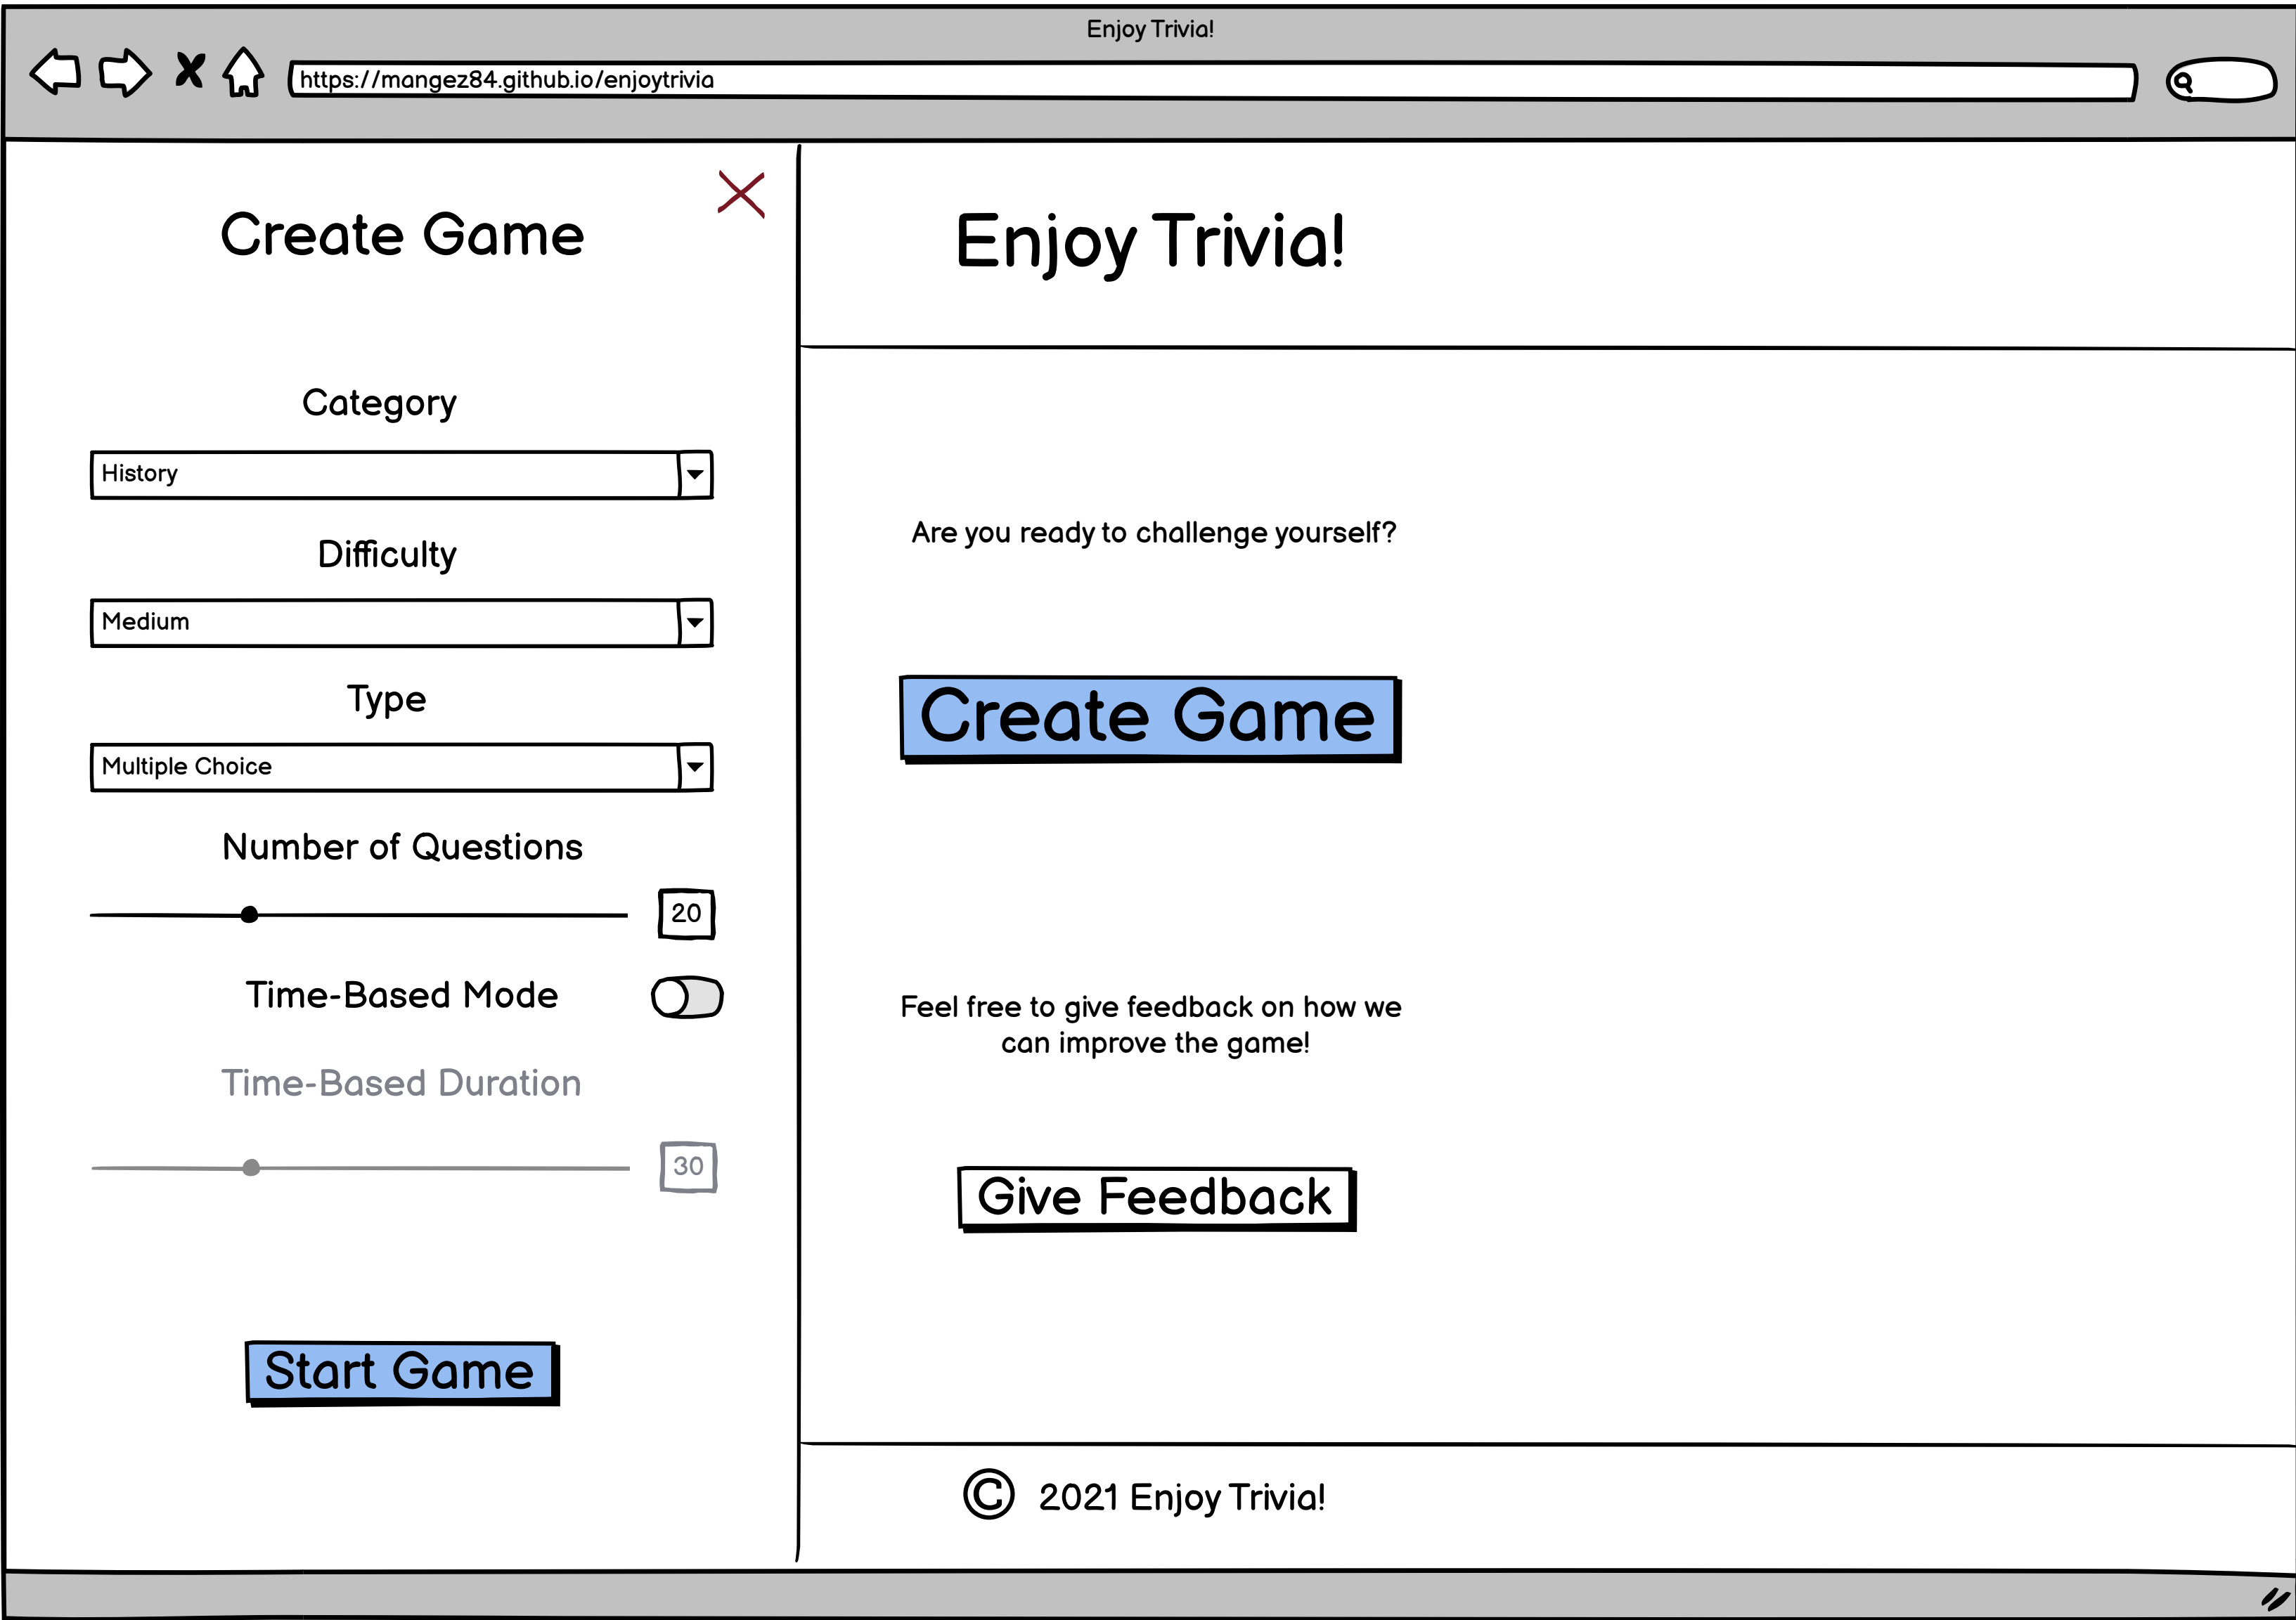 Enjoy Trivia!
https://mangez84.github.io/enjoytrivia
Create Game
Category
History
Difficulty
Medium
Type
Multiple Choice
Number of Questions
20
Time-Based Mode
Time-Based Duration
30
Start Game
Enjoy Trivia!
Are you ready to challenge yourself?
Create Game
Feel free to give feedback on how we
can improve the game!
Give Feedback
© 2021 Enjoy Trivia!